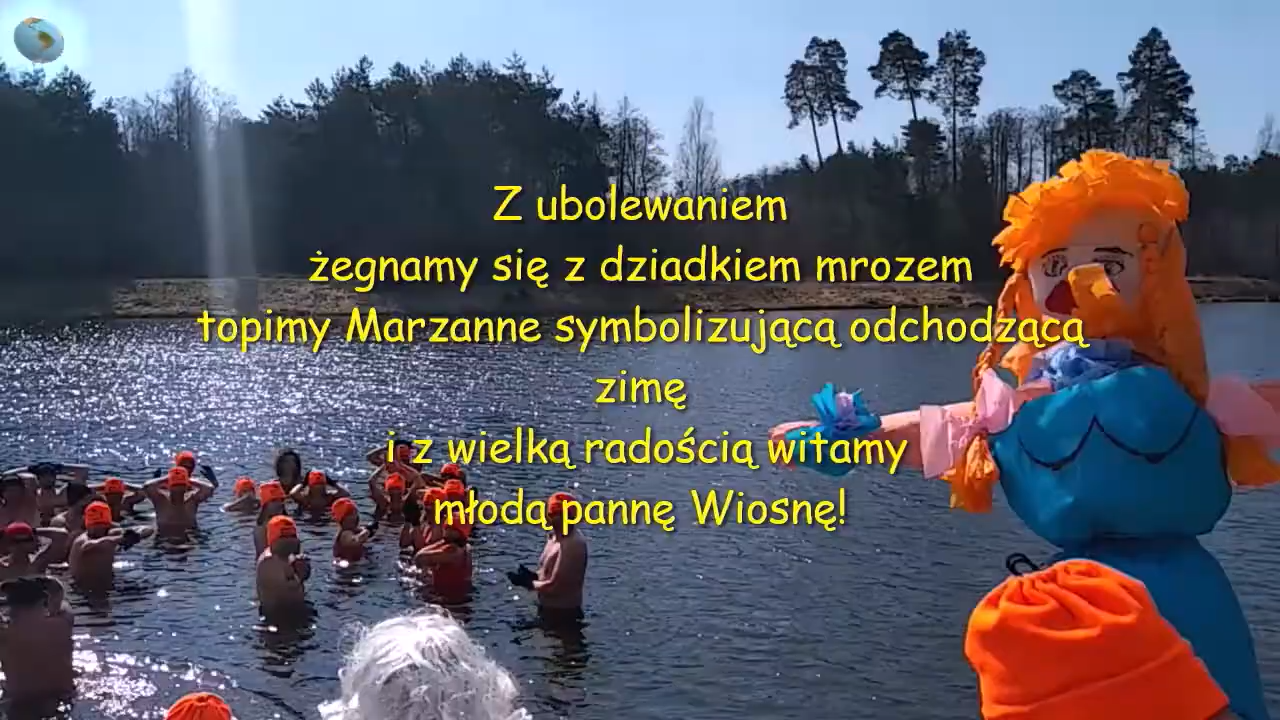 Z ubolewaniem
żegnamy się z dziadkiem mrozem
topimy Marzanne symbolizującą odchodzącą
zimę
i z wielką radością witamy
młodą pannę Wiosnę!